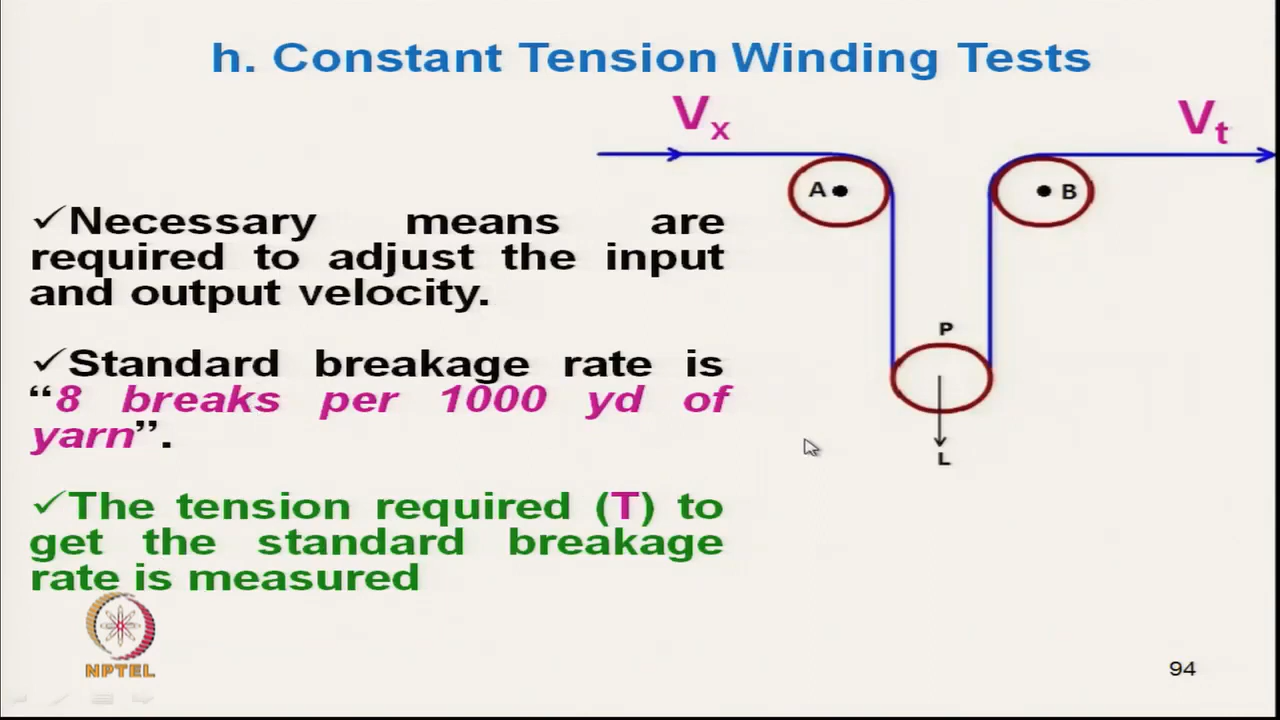 h. Constant Tension Winding Tests
Vx
Vt
A
B
✓Necessary means are
required to adjust the input
and output velocity.
P
✓Standard breakage rate is
“8 breaks per 1000 yd of
yarn”.
L
✓The tension required (T) to
get the standard breakage
rate is measured
NPTEL
94